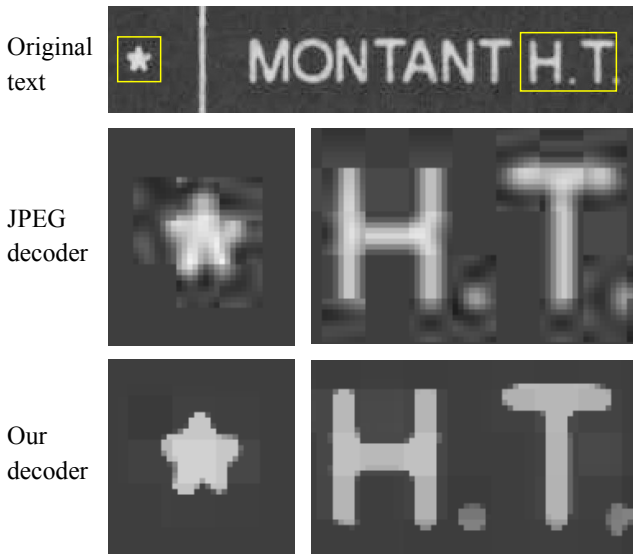 Original
text
★ MONTANT H.T.
JPEG
decoder
H.T.
Our
decoder
H.T.